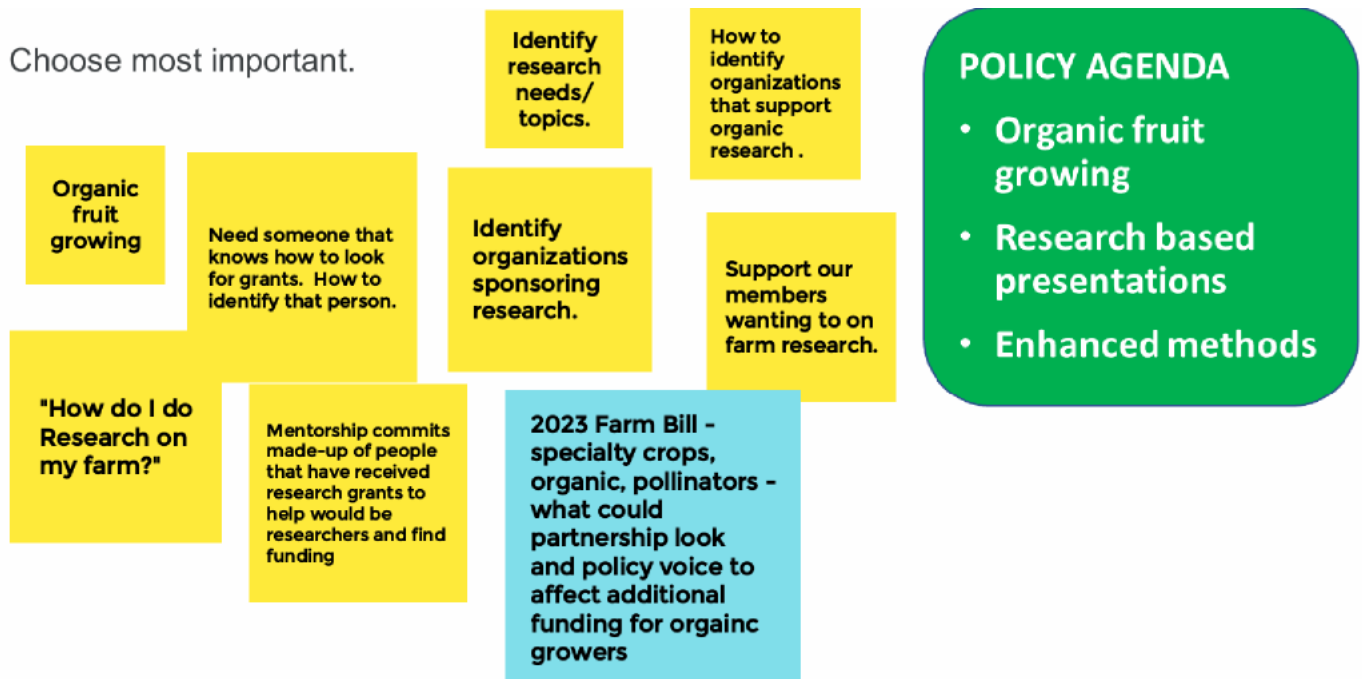 Choose most important.
Identify
research
needs/
topics.
How to
identify
organizations
that support
organic
research .
Organic
fruit
growing
Need someone that
knows how to look
for grants. How to
identify that person.
Identify
organizations
sponsoring
research.
Support our
members
wanting to on
farm research.
"How do I do
Research on
my farm?"
Mentorship commits
made-up of people
that have received
research grants to
help would be
researchers and find
funding
2023 Farm Bill -
specialty crops,
organic, pollinators -
what could
partnership look
and policy voice to
affect additional
funding for orgainc
growers
POLICY AGENDA
• Organic fruit
growing
• Research based
presentations
• Enhanced methods